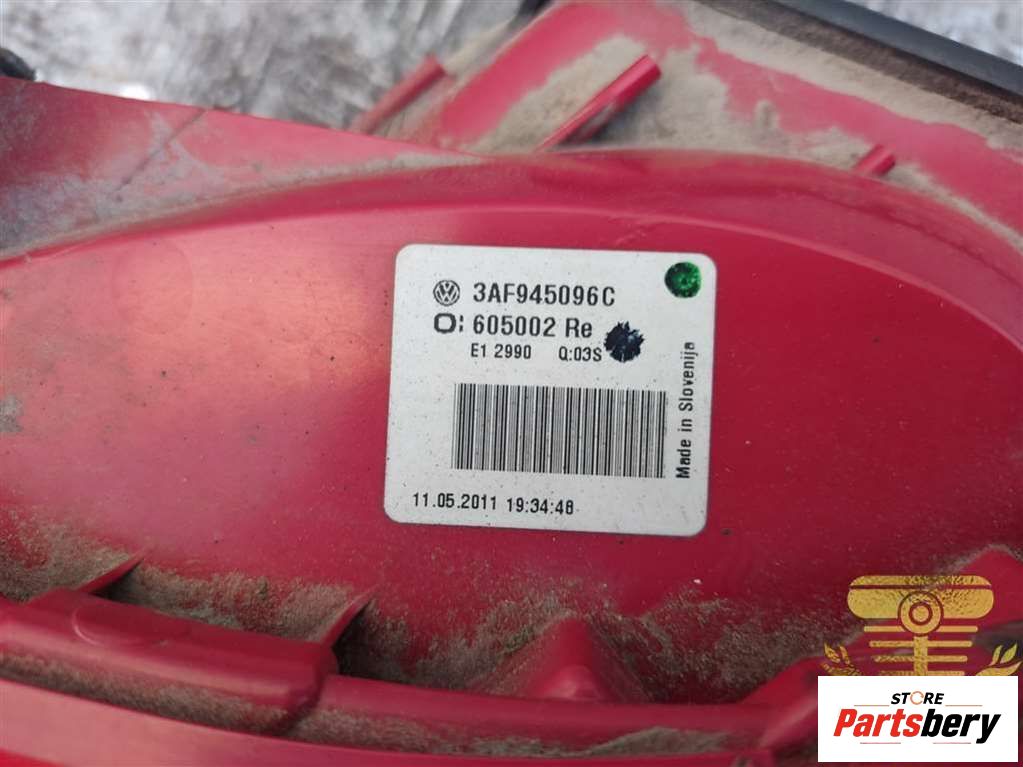 3AF945096C
O: 605002 Re
E1 2990 Q:03S
Made in Slovenija
11.05.2011 19:34:48
STORE
Partsbery